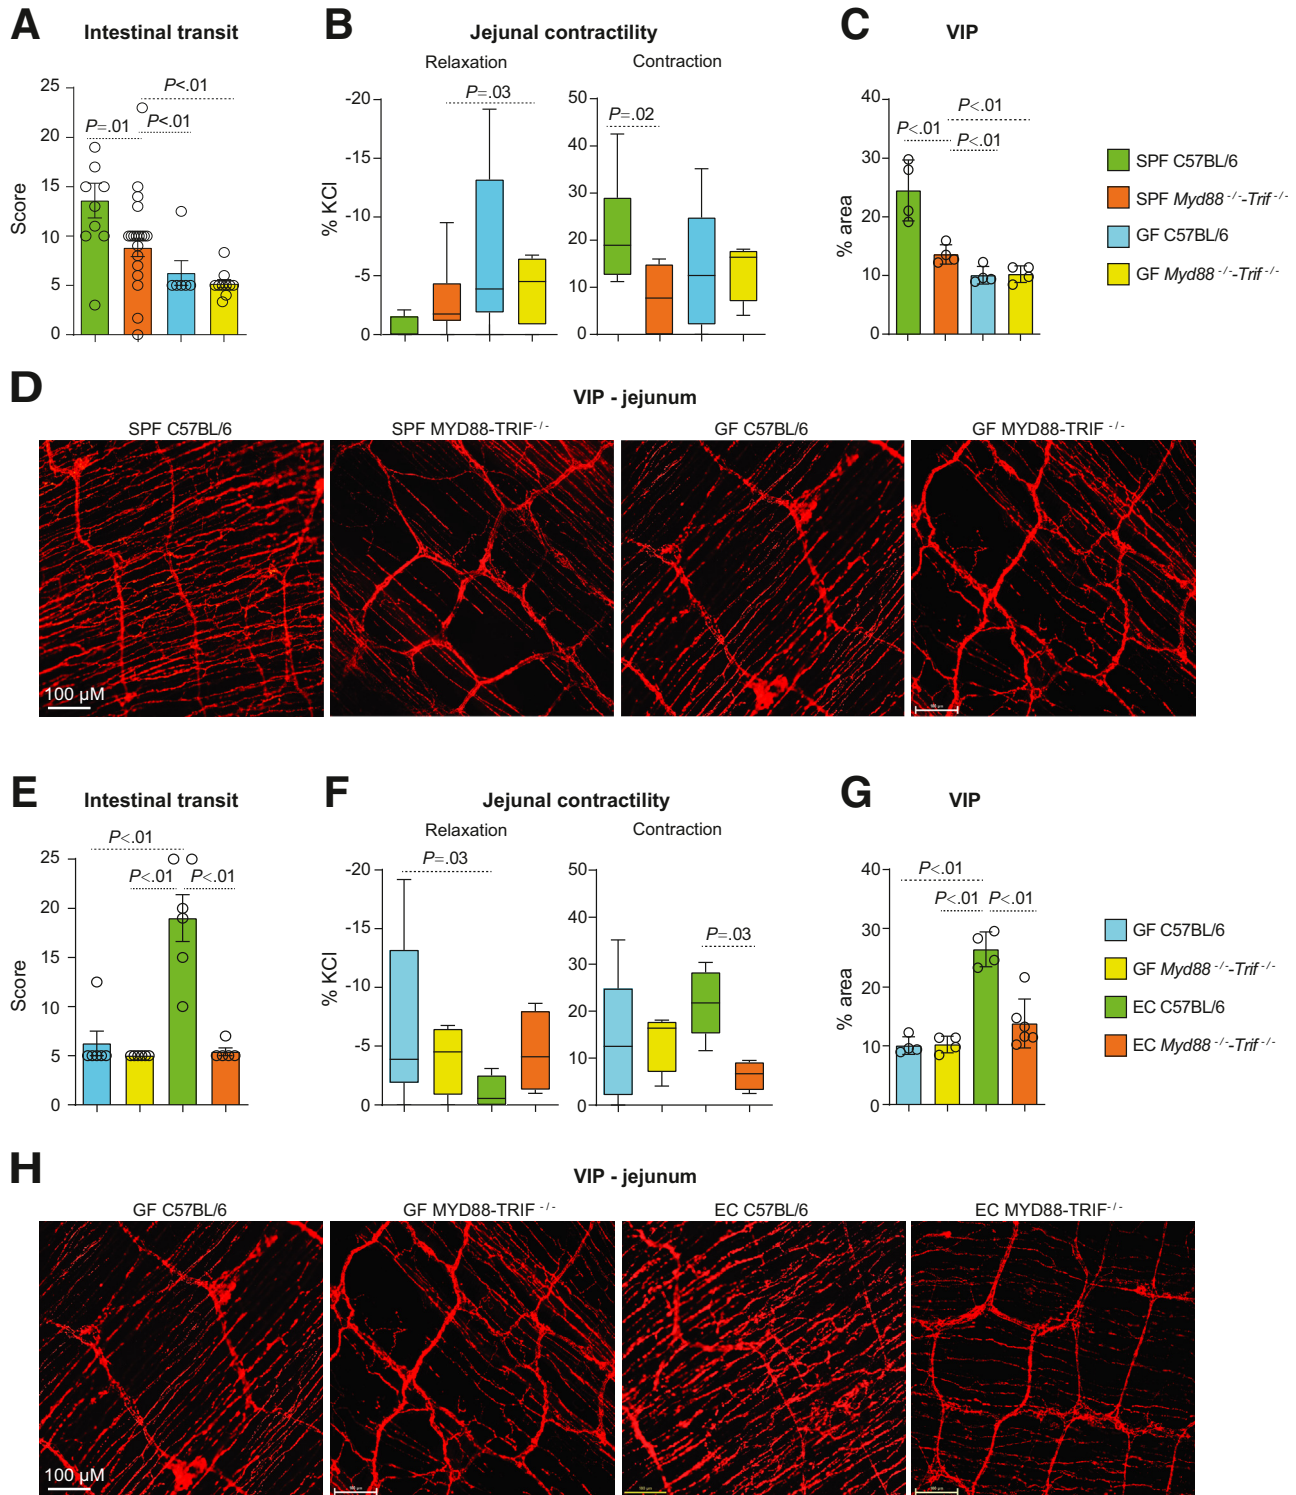 A Intestinal transit
Score
25
20
15
10
5
0
P=.01
P<.01
P<.01
B Jejunal contractility
Relaxation
Contraction
% KCl
-20
-15
-10
-5
0
P=.03
50
40
30
20
10
0
P=.02
C VIP
% area
40
30
20
10
0
P<.01
P<.01
P<.01
SPF C57BL/6
SPF Myd88 -/- -Trif -/-
GF C57BL/6
GF Myd88 -/- -Trif -/-
D VIP - jejunum
SPF C57BL/6
SPF MYD88-TRIF -/-
GF C57BL/6
GF MYD88-TRIF -/-
100 µM
E Intestinal transit
Score
25
20
15
10
5
0
P<.01
P<.01
P<.01
F Jejunal contractility
Relaxation
Contraction
% KCl
-20
-15
-10
-5
0
P=.03
50
40
30
20
10
0
P=.03
G VIP
% area
40
30
20
10
0
P<.01
P<.01
P<.01
GF C57BL/6
GF Myd88 -/- -Trif -/-
EC C57BL/6
EC Myd88 -/- -Trif -/-
H VIP - jejunum
GF C57BL/6
GF MYD88-TRIF -/-
EC C57BL/6
EC MYD88-TRIF -/-
100 µM